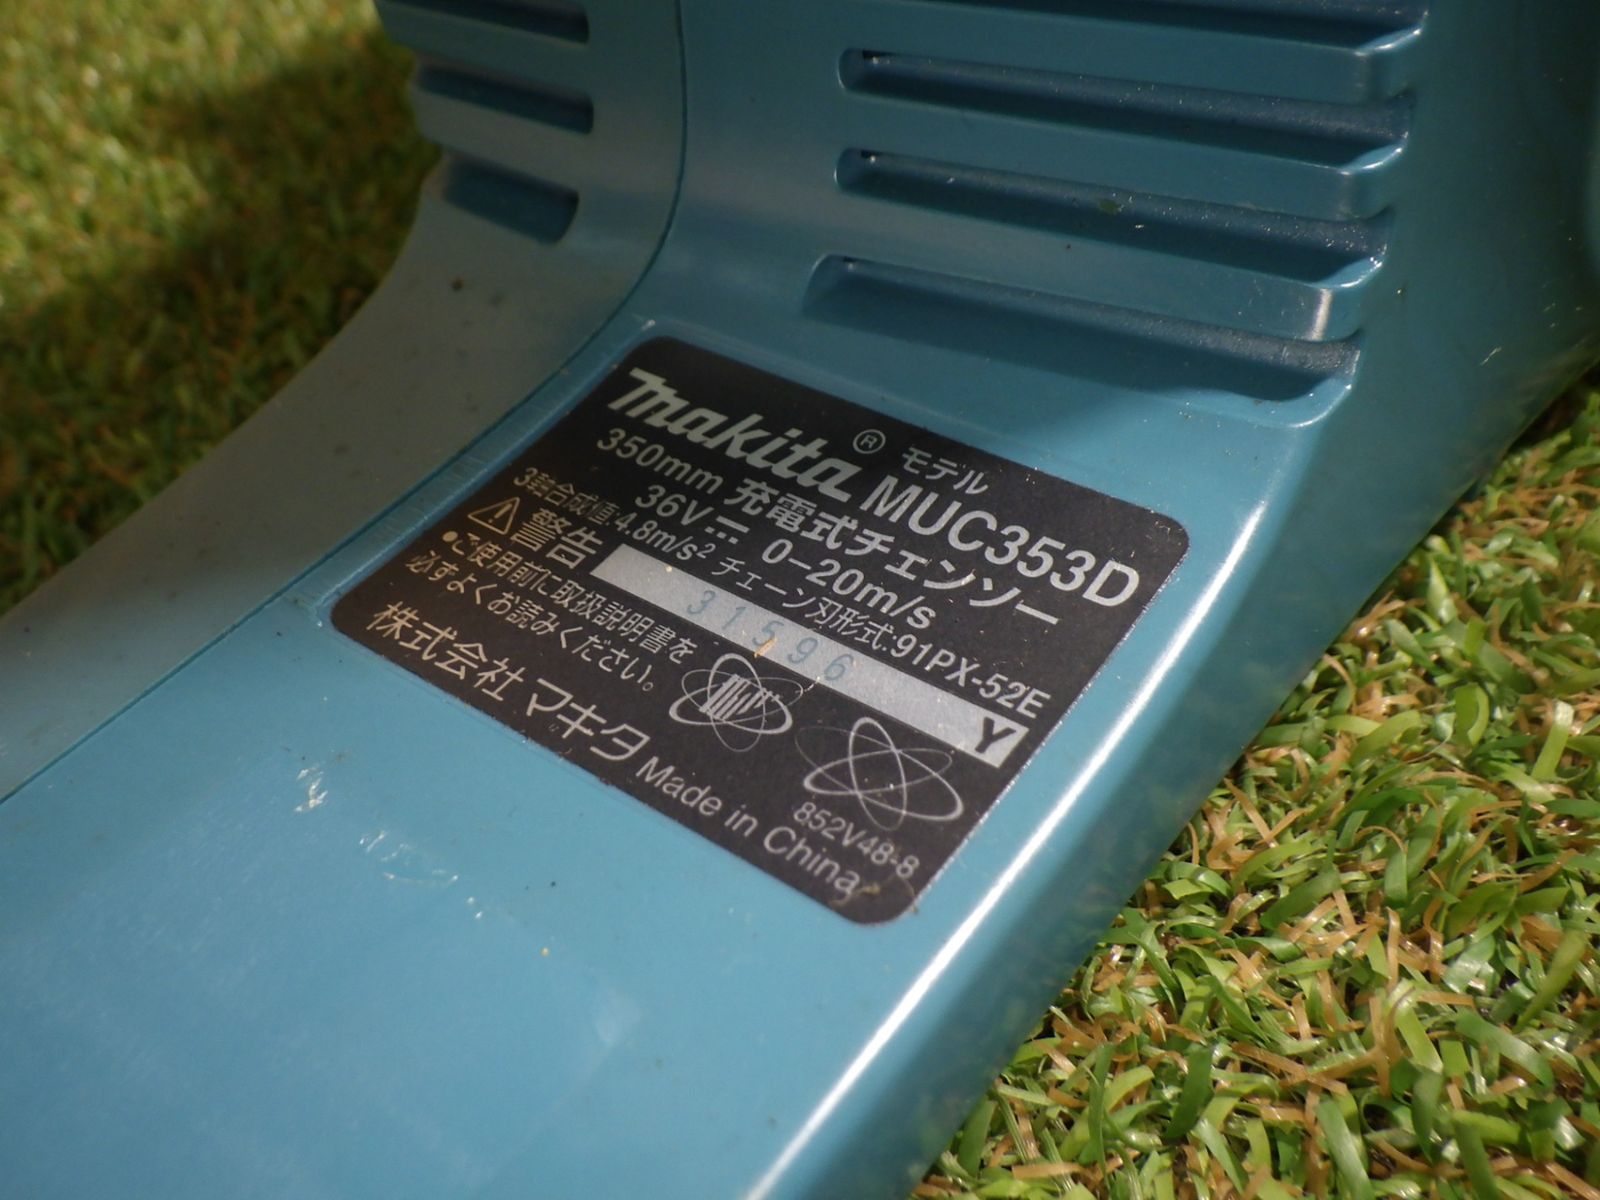 makita® モデル MUC353D
350mm 充電式チェンソー
36V⎓ 0-20m/s
3軸合成値:4.8m/s² チェーン刃形式:91PX-52E
⚠警告 31596 Y
●ご使用前に取扱説明書を
必ずよくお読みください。
株式会社 マキタ Made in China
852V48-8